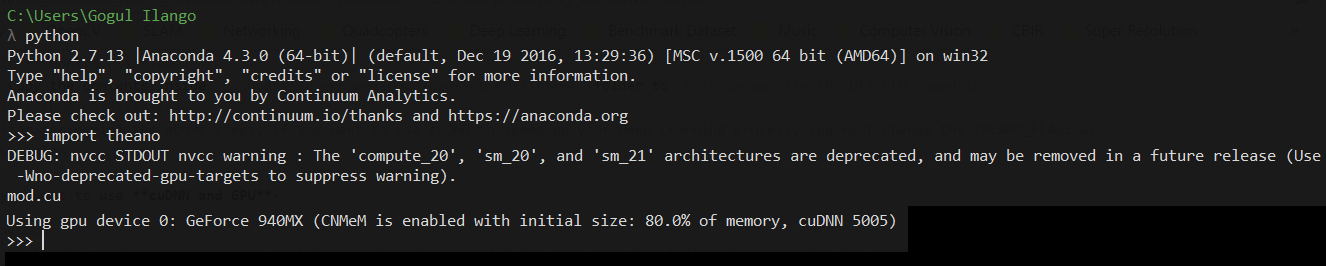 C:\Users\Gogul Ilango
λ python
Python 2.7.13 |Anaconda 4.3.0 (64-bit)| (default, Dec 19 2016, 13:29:36) [MSC v.1500 64 bit (AMD64)] on win32
Type "help", "copyright", "credits" or "license" for more information.
Anaconda is brought to you by Continuum Analytics.
Please check out: http://continuum.io/thanks and https://anaconda.org
>>> import theano
DEBUG: nvcc STDOUT nvcc warning : The 'compute_20', 'sm_20', and 'sm_21' architectures are deprecated, and may be removed in a future release (Use
-Wno-deprecated-gpu-targets to suppress warning).
mod.cu
Using gpu device 0: GeForce 940MX (CNMeM is enabled with initial size: 80.0% of memory, cuDNN 5005)
>>>